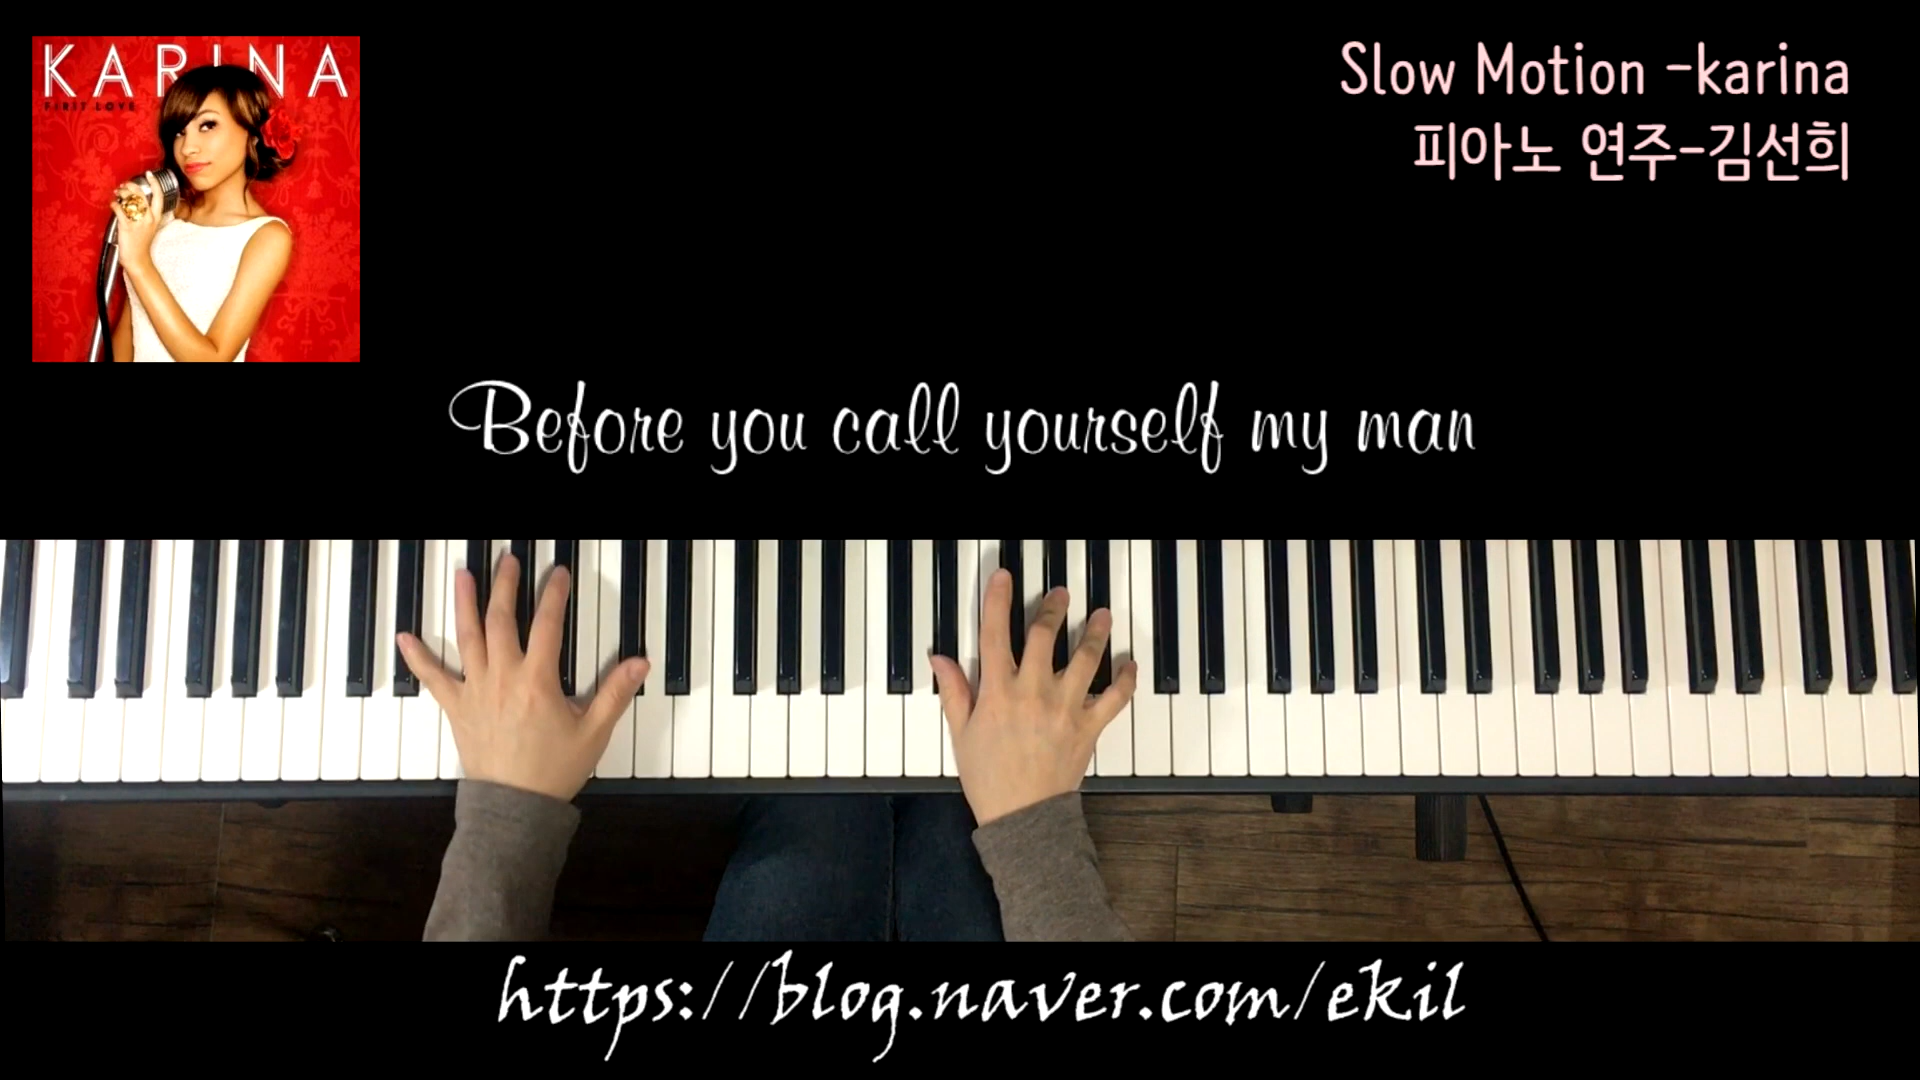 KARINA
FIRST LOVE
Slow Motion -karina
피아노 연주-김선희
Before you call yourself my man
https://blog.naver.com/ekil